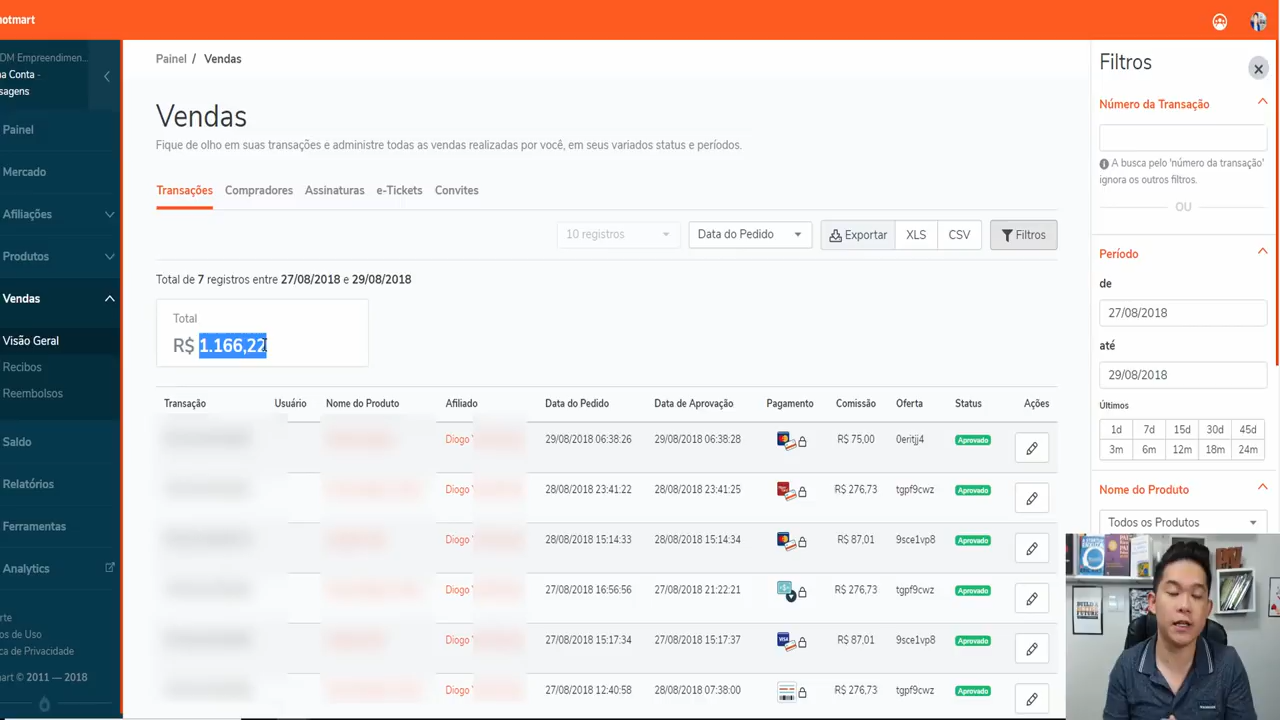 otmart
DM Empreendimen...
a Conta -
sagens
Painel
Mercado
Afiliações
Produtos
Vendas
Visão Geral
Recibos
Reembolsos
Saldo
Relatórios
Ferramentas
Analytics
rte
os de Uso
ca de Privacidade
mart © 2011 — 2018
Painel / Vendas
Vendas
Fique de olho em suas transações e administre todas as vendas realizadas por você, em seus variados status e períodos.
Transações Compradores Assinaturas e-Tickets Convites
10 registros Data do Pedido Exportar XLS CSV Filtros
Total de 7 registros entre 27/08/2018 e 29/08/2018
Total
R$ 1.166,22
Transação Usuário Nome do Produto Afiliado Data do Pedido Data de Aprovação Pagamento Comissão Oferta Status Ações
Diogo 29/08/2018 06:38:26 29/08/2018 06:38:28 R$ 75,00 0eritjj4 Aprovado
Diogo 28/08/2018 23:41:22 28/08/2018 23:41:25 R$ 276,73 tgpf9cwz Aprovado
Diogo 28/08/2018 15:14:33 28/08/2018 15:14:34 R$ 87,01 9sce1vp8 Aprovado
Diogo 27/08/2018 16:56:56 27/08/2018 21:22:21 R$ 276,73 tgpf9cwz Aprovado
Diogo 27/08/2018 15:17:34 27/08/2018 15:17:37 VISA R$ 87,01 9sce1vp8 Aprovado
Diogo 27/08/2018 12:40:58 28/08/2018 07:38:00 R$ 276,73 tgpf9cwz Aprovado
Filtros
Número da Transação
A busca pelo 'número da transação'
ignora os outros filtros.
OU
Período
de
27/08/2018
até
29/08/2018
Últimos
1d 7d 15d 30d 45d
3m 6m 12m 18m 24m
Nome do Produto
Todos os Produtos